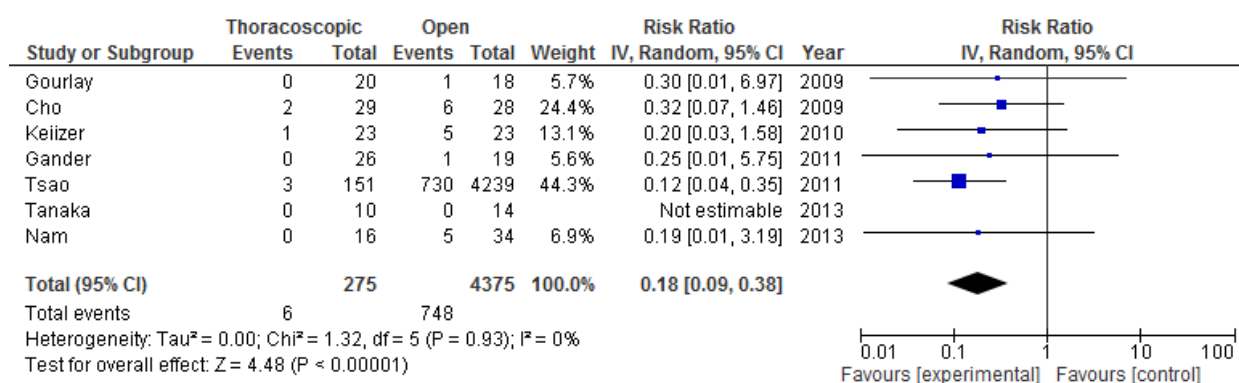 Thoracoscopic Open Risk Ratio Risk Ratio
Study or Subgroup Events Total Events Total Weight IV, Random, 95% CI Year IV, Random, 95% CI
Gourlay 0 20 1 18 5.7% 0.30 [0.01, 6.97] 2009
Cho 2 29 6 28 24.4% 0.32 [0.07, 1.46] 2009
Keiizer 1 23 5 23 13.1% 0.20 [0.03, 1.58] 2010
Gander 0 26 1 19 5.6% 0.25 [0.01, 5.75] 2011
Tsao 3 151 730 4239 44.3% 0.12 [0.04, 0.35] 2011
Tanaka 0 10 0 14 Not estimable 2013
Nam 0 16 5 34 6.9% 0.19 [0.01, 3.19] 2013
Total (95% CI) 275 4375 100.0% 0.18 [0.09, 0.38]
Total events 6 748
Heterogeneity: Tau² = 0.00; Chi² = 1.32, df = 5 (P = 0.93); I² = 0%
Test for overall effect: Z = 4.48 (P < 0.00001)
0.01 0.1 1 10 100
Favours [experimental] Favours [control]